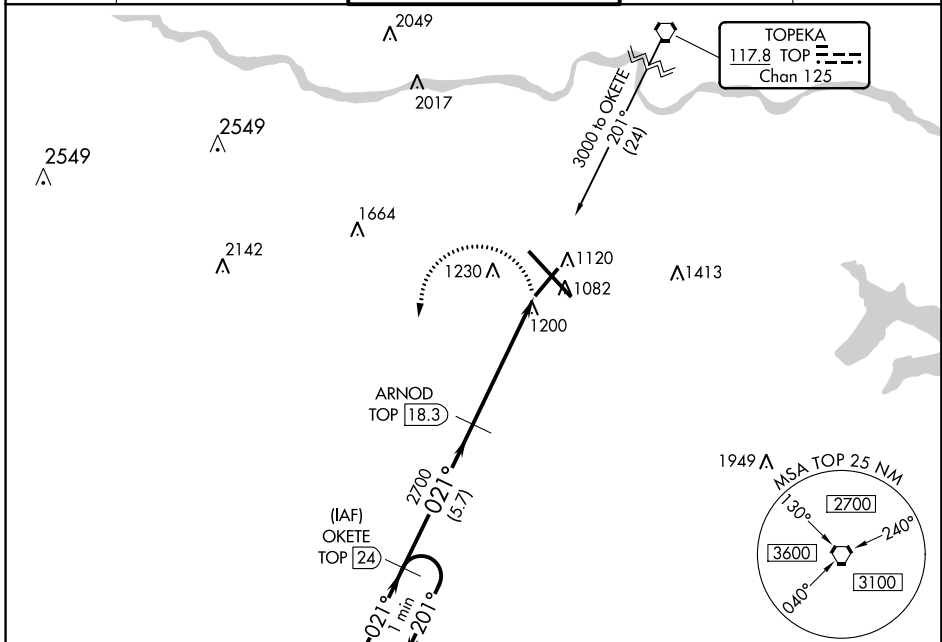 2049
TOPEKA
117.8 TOP
Chan 125
2017
3000 to OKETE
201°
(24)
2549
2549
1664
2142
1230
1120
1413
1082
1200
ARNOD
TOP 18.3
2700
021°
(5.7)
1949
MSA TOP 25 NM
130°
2700
240°
3600
3100
040°
(IAF)
OKETE
TOP 24
021°
1 min
201°